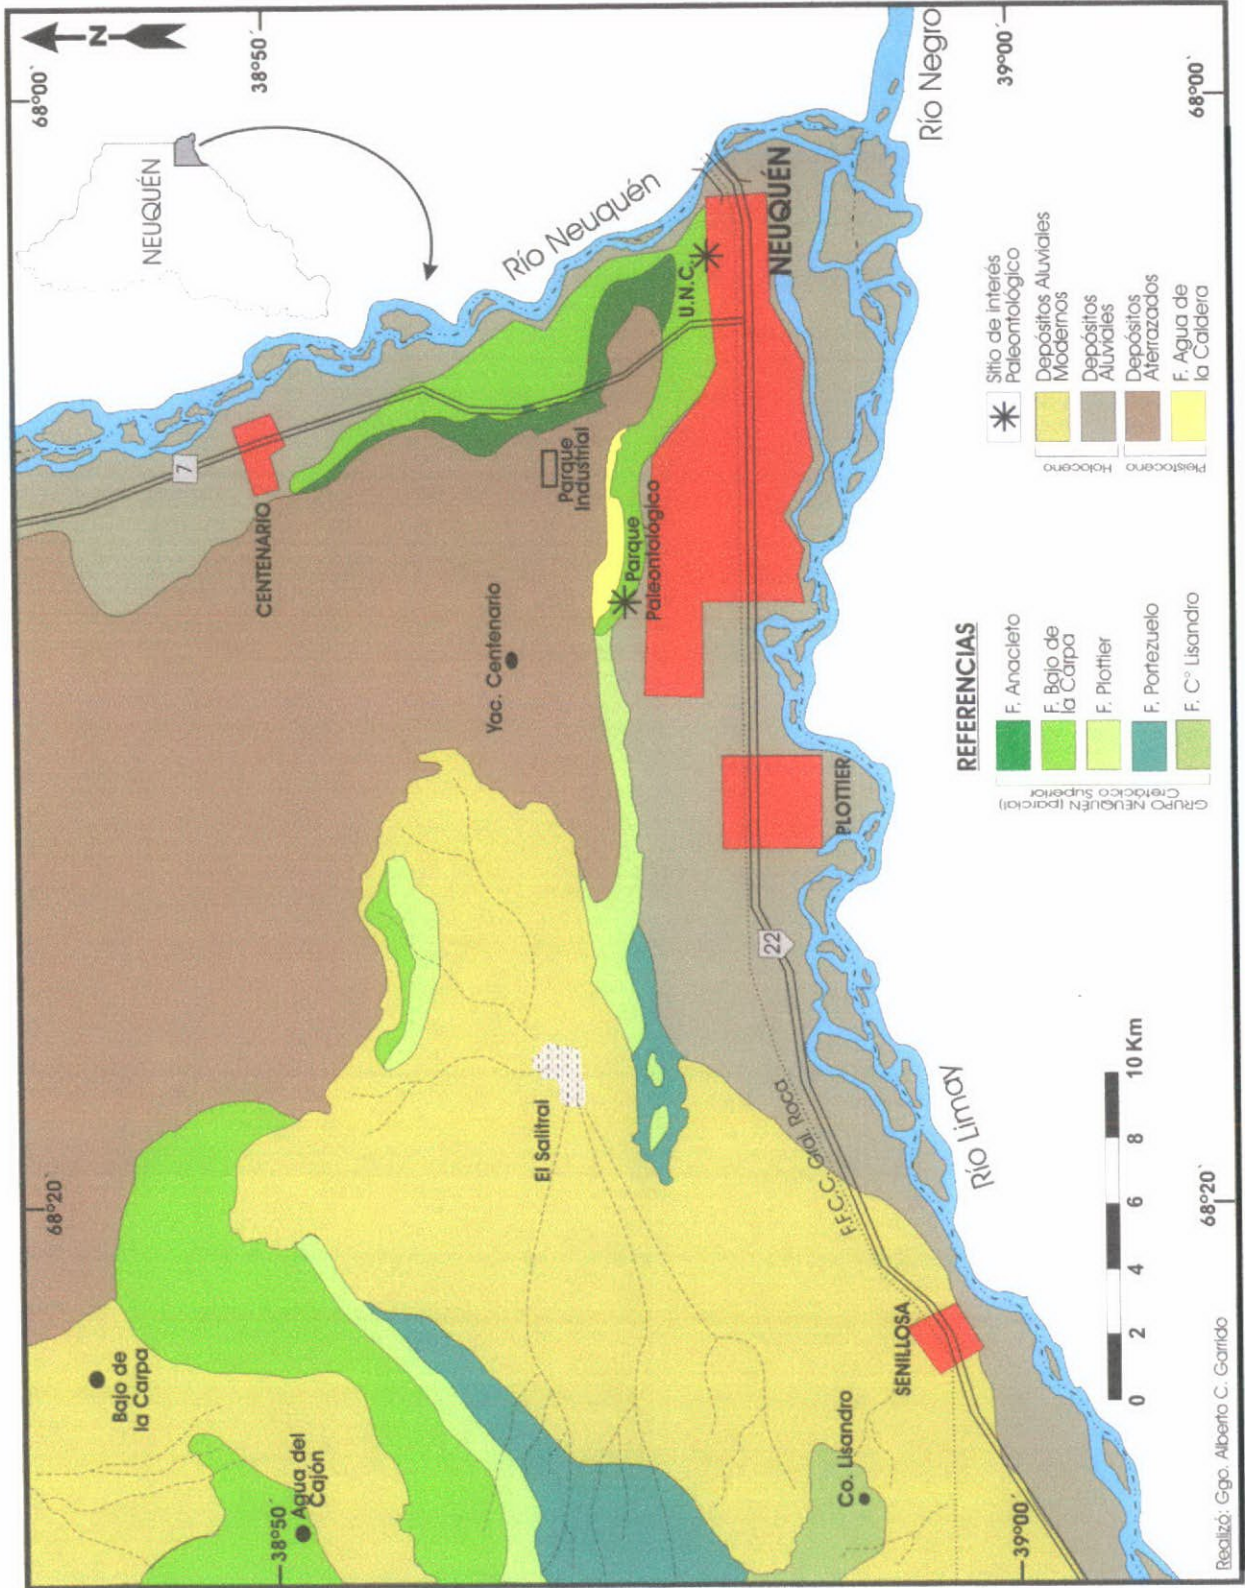 N
68°00´
38°50´
NEUQUÉN
Río Neuquén
7
CENTENARIO
Parque
Industrial
U.N.C.
NEUQUÉN
Río Negro
39°00´
68°00´
Yac. Centenario
Parque
Paleontológico
PLOTTIER
22
El Salitral
F.F.C.C. Gral. Roca
Río Limay
68°20´
68°20´
Bajo de
la Carpa
Agua del
Cajón
38°50´
Co. Lisandro
SENILLOSA
39°00´
0 2 4 6 8 10 Km
REFERENCIAS
GRUPO NEUQUÉN (parcial)
Cretácico Superior
F. Anacleto
F. Bajo de
la Carpa
F. Plottier
F. Portezuelo
F. C° Lisandro
Sitio de interés
Paleontológico
Holoceno
Depósitos Aluviales
Modernos
Depósitos
Aluviales
Pleistoceno
Depósitos
Aterrazados
F. Agua de
la Caldera
Realizó: Ggo. Alberto C. Garrido